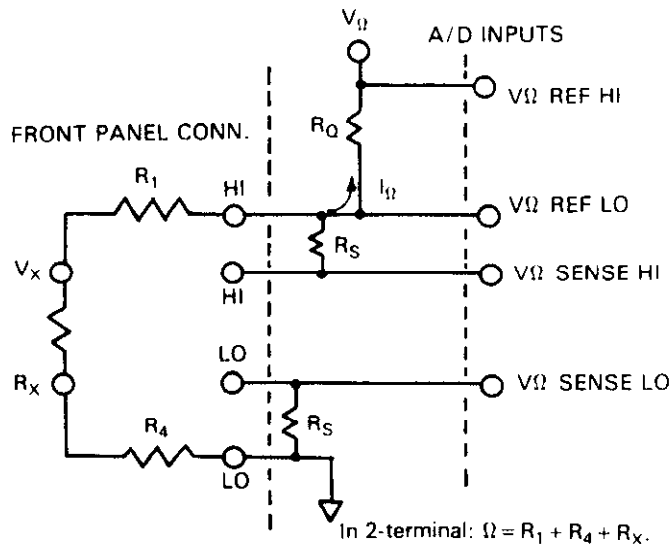 VΩ
A/D INPUTS
VΩ REF HI
RQ
FRONT PANEL CONN.
R1
HI
IΩ
VΩ REF LO
RS
VX
HI
VΩ SENSE HI
LO
VΩ SENSE LO
RX
R4
RS
LO
In 2-terminal: Ω = R1 + R4 + RX.